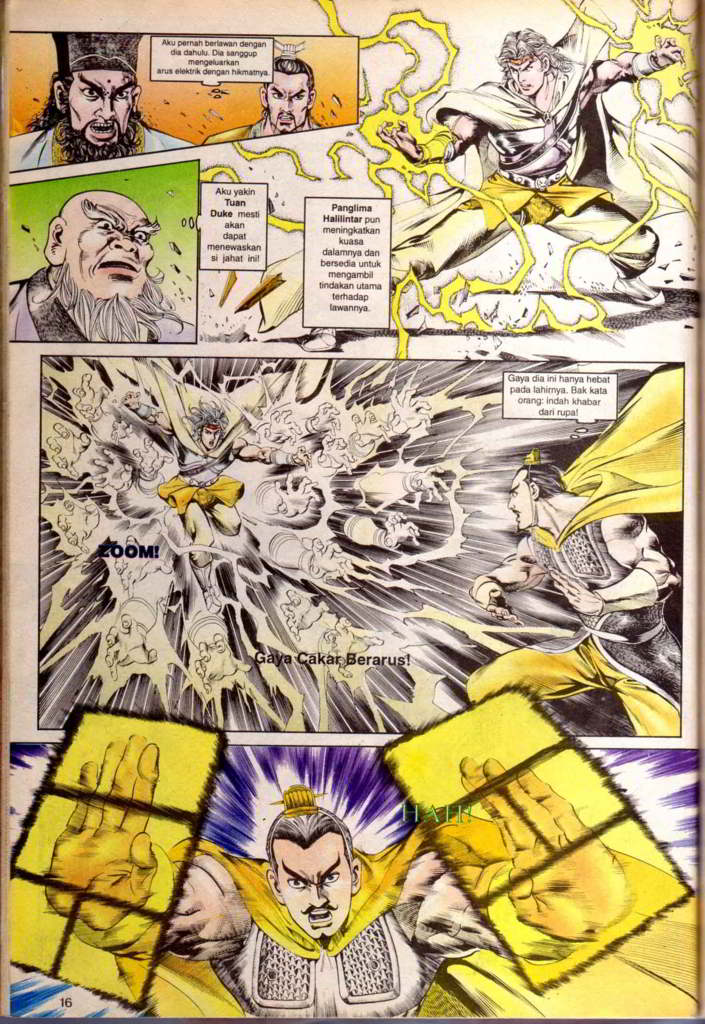 Aku pernah berlawan dengan
dia dahulu. Dia sanggup
mengeluarkan
arus elektrik dengan hikmatnya.
Aku yakin
Tuan
Duke mesti
akan
dapat
menewaskan
si jahat ini!
Panglima
Halilintar pun
meningkatkan
kuasa
dalamnya dan
bersedia untuk
mengambil
tindakan utama
terhadap
lawannya.
Gaya dia ini hanya hebat
pada lahirnya. Bak kata
orang: indah khabar
dari rupa!
ZOOM!
Gaya Cakar Berarus!
HAIH!
16